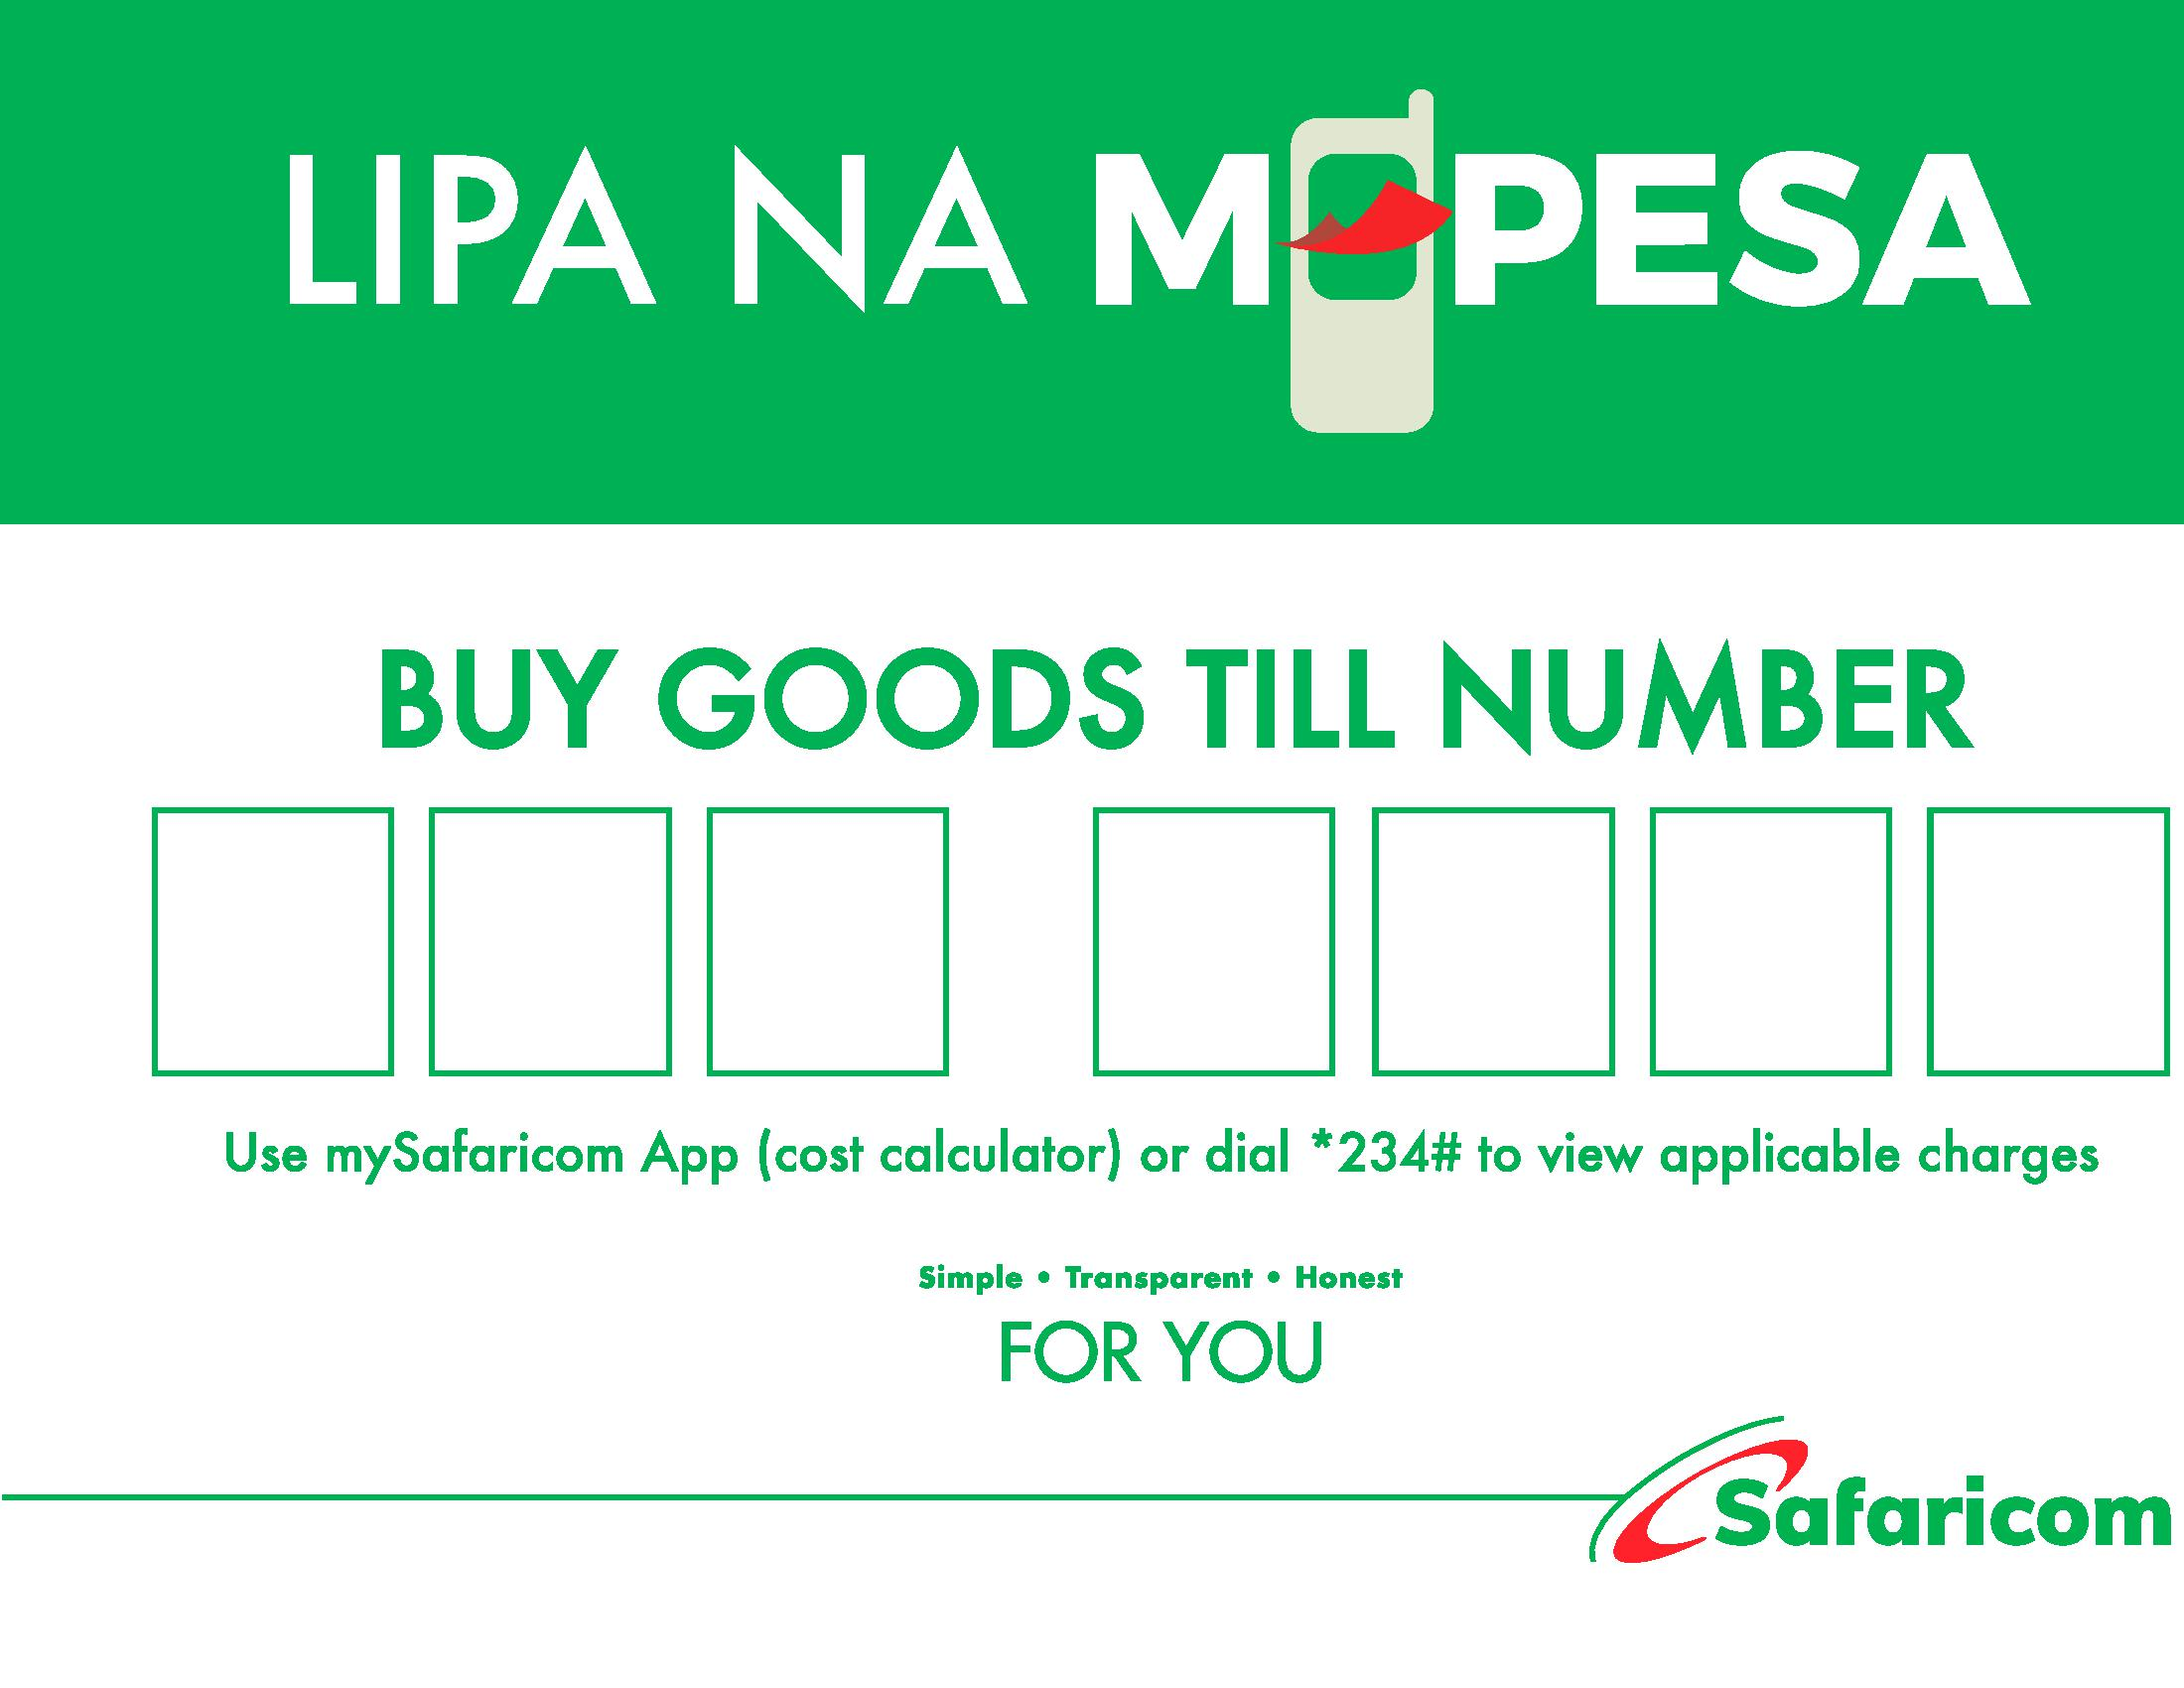 LIPA NA M-PESA
BUY GOODS TILL NUMBER
Use mySafaricom App (cost calculator) or dial *234# to view applicable charges
Simple • Transparent • Honest
FOR YOU
Safaricom